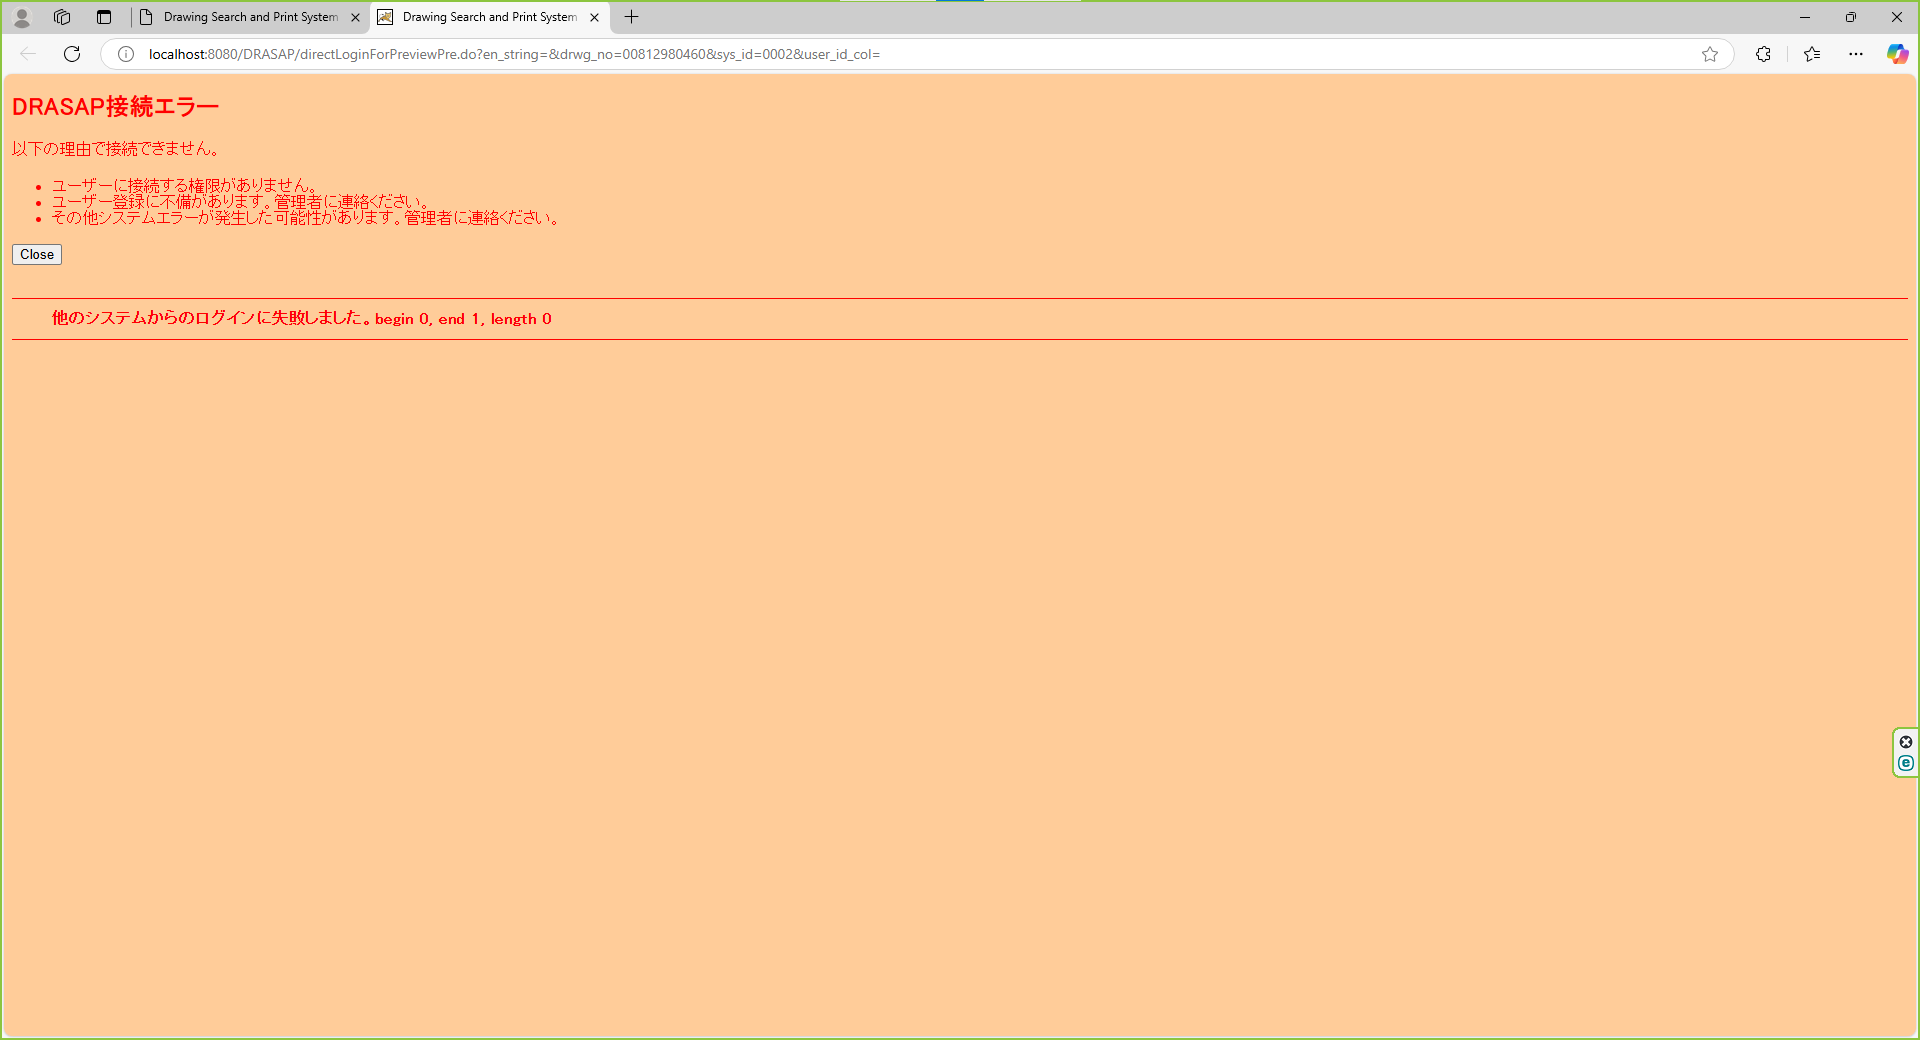 Drawing Search and Print System
Drawing Search and Print System
localhost:8080/DRASAP/directLoginForPreviewPre.do?en_string=&drwg_no=00812980460&sys_id=0002&user_id_col=
DRASAP接続エラー
以下の理由で接続できません。
• ユーザーに接続する権限がありません。
• ユーザー登録に不備があります。管理者に連絡ください。
• その他システムエラーが発生した可能性があります。管理者に連絡ください。
Close
他のシステムからのログインに失敗しました。begin 0, end 1, length 0